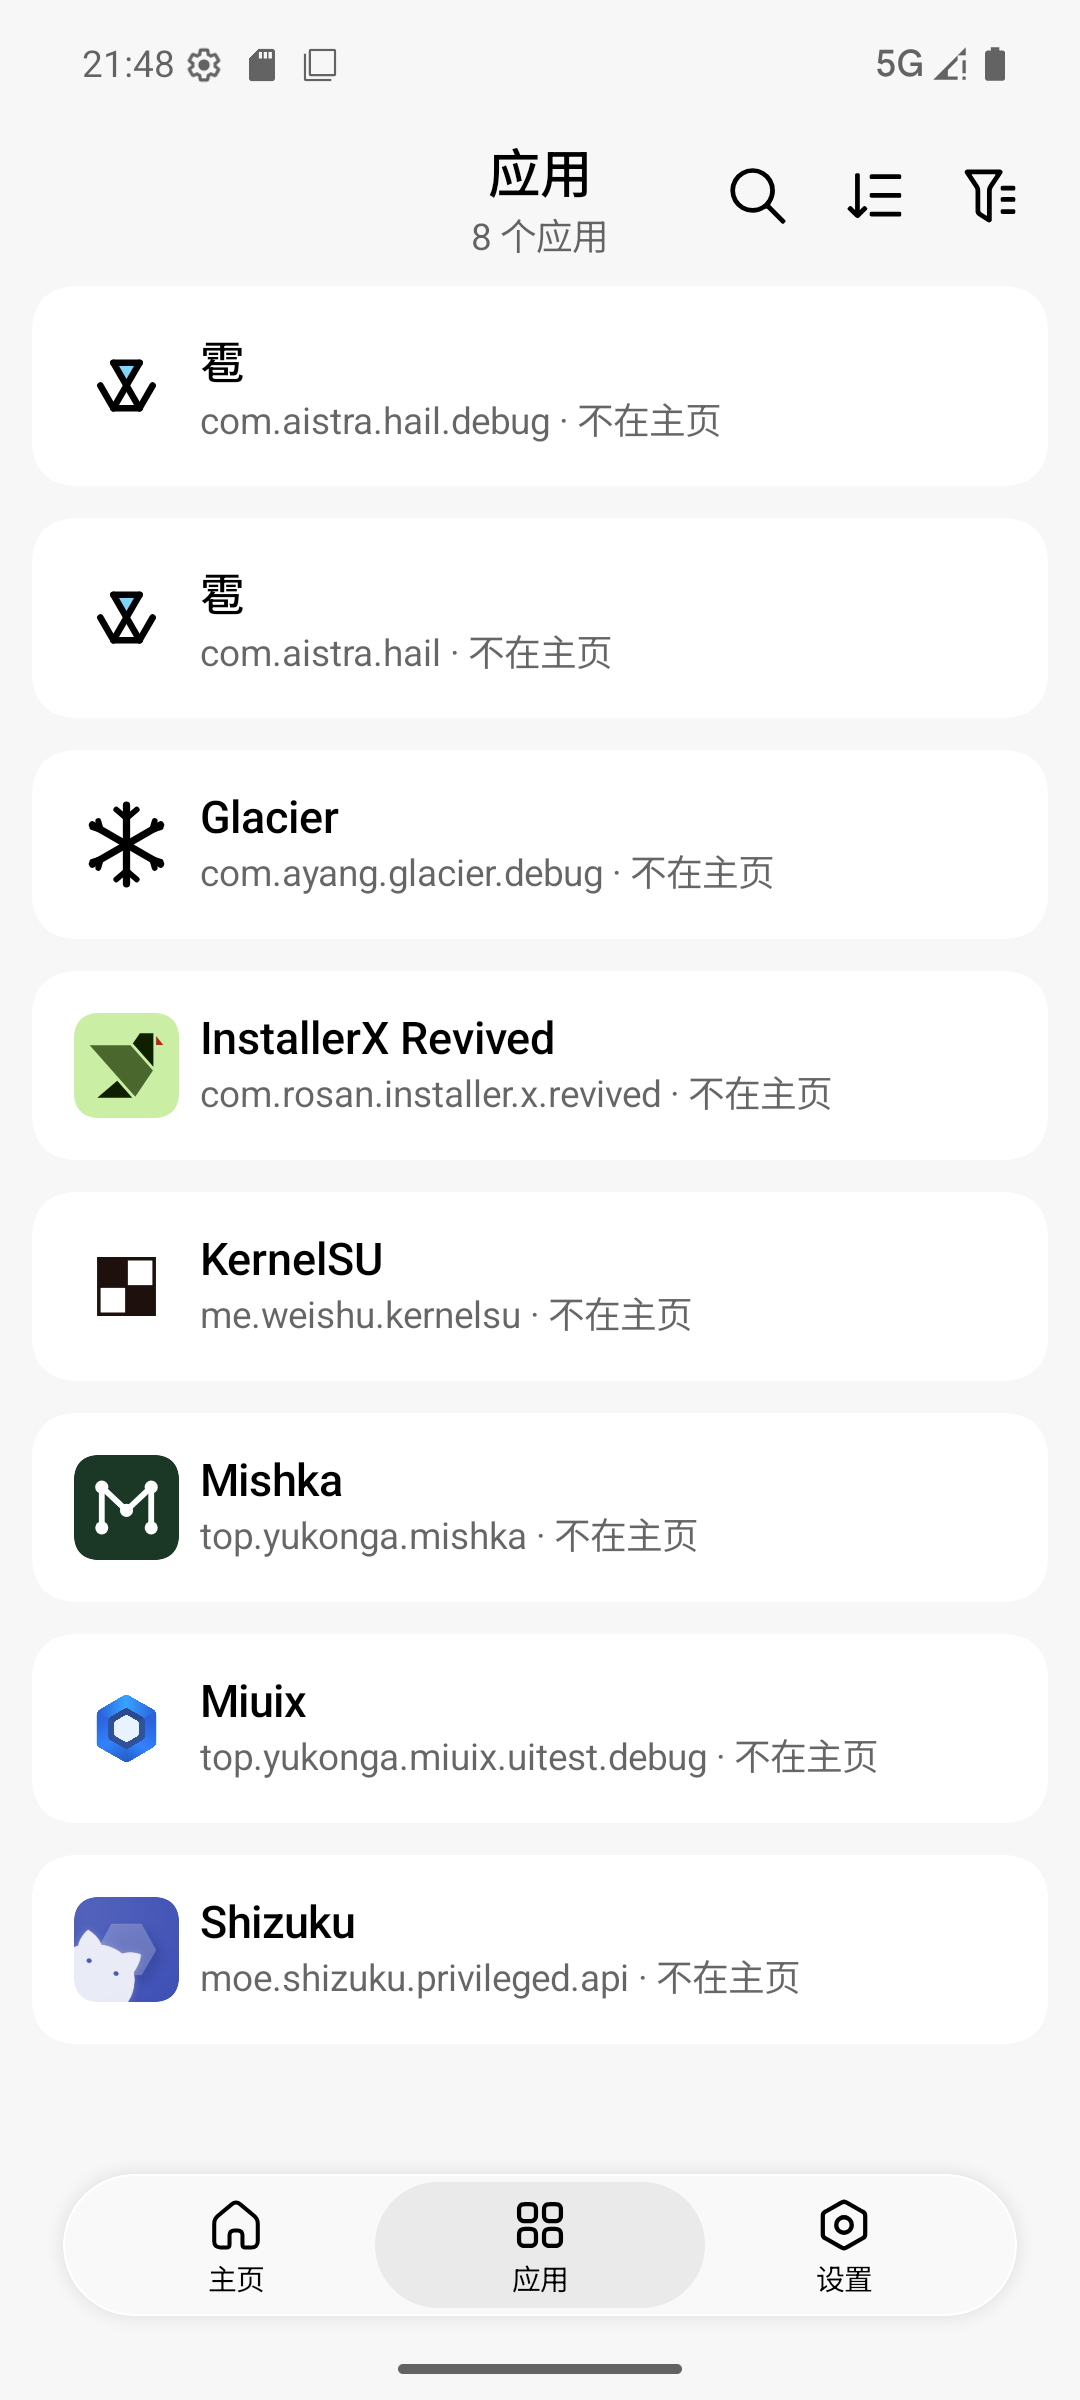 21:48
5G
应用
8 个应用
雹
com.aistra.hail.debug · 不在主页
雹
com.aistra.hail · 不在主页
Glacier
com.ayang.glacier.debug · 不在主页
InstallerX Revived
com.rosan.installer.x.revived · 不在主页
KernelSU
me.weishu.kernelsu · 不在主页
Mishka
top.yukonga.mishka · 不在主页
Miuix
top.yukonga.miuix.uitest.debug · 不在主页
Shizuku
moe.shizuku.privileged.api · 不在主页
主页
应用
设置